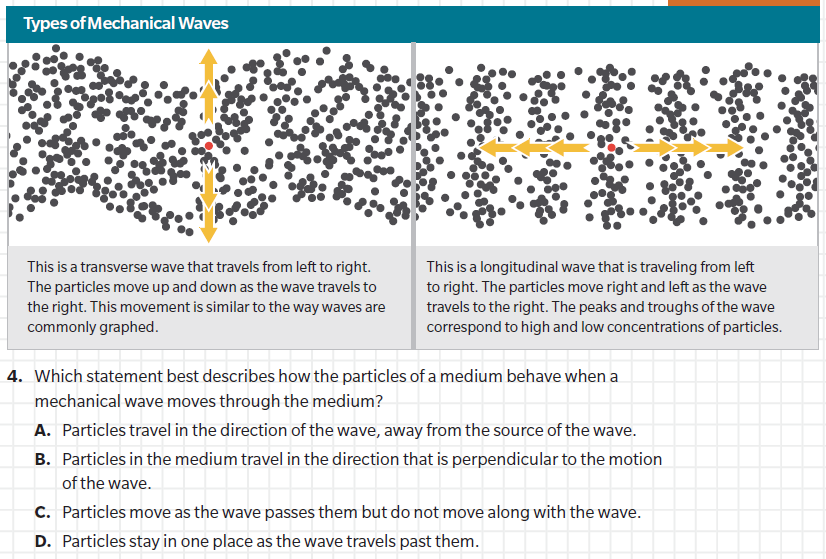 Types of Mechanical Waves
This is a transverse wave that travels from left to right.
The particles move up and down as the wave travels to
the right. This movement is similar to the way waves are
commonly graphed.
This is a longitudinal wave that is traveling from left
to right. The particles move right and left as the wave
travels to the right. The peaks and troughs of the wave
correspond to high and low concentrations of particles.
4. Which statement best describes how the particles of a medium behave when a
mechanical wave moves through the medium?
A. Particles travel in the direction of the wave, away from the source of the wave.
B. Particles in the medium travel in the direction that is perpendicular to the motion
of the wave.
C. Particles move as the wave passes them but do not move along with the wave.
D. Particles stay in one place as the wave travels past them.